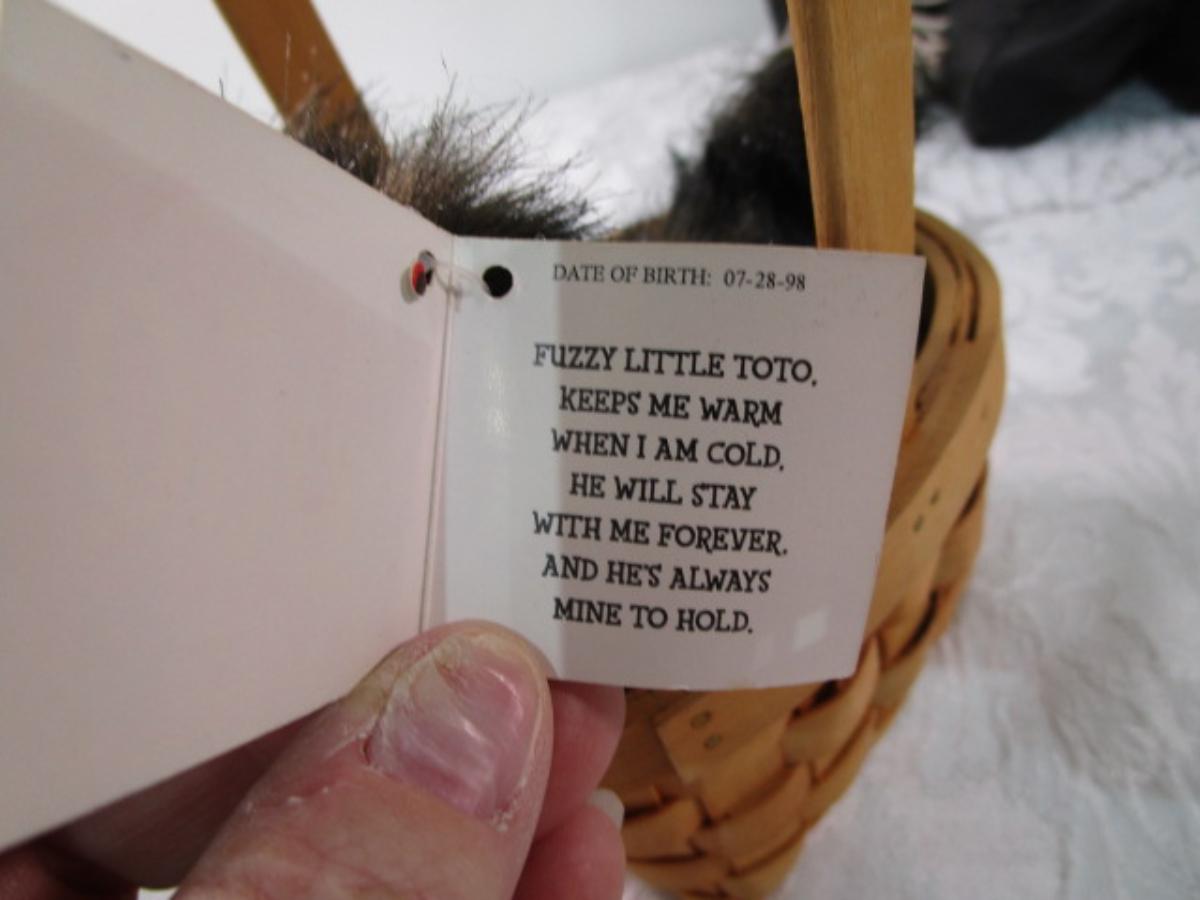 DATE OF BIRTH: 07-28-98
FUZZY LITTLE TOTO,
KEEPS ME WARM
WHEN I AM COLD.
HE WILL STAY
WITH ME FOREVER.
AND HE'S ALWAYS
MINE TO HOLD.